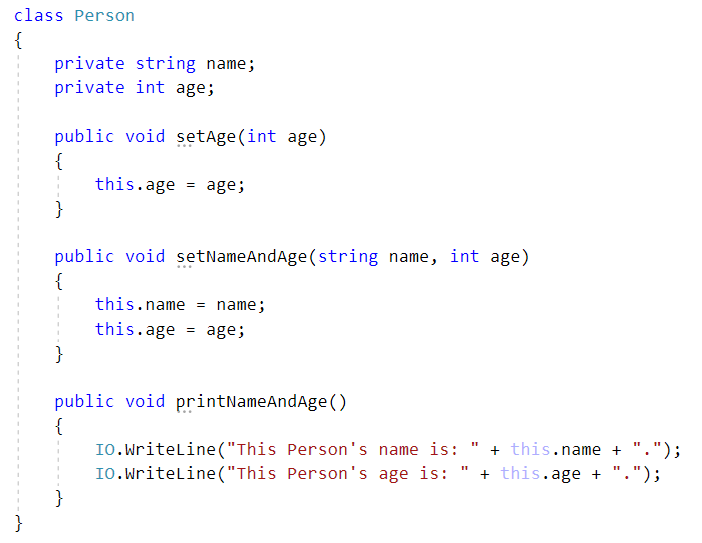 class Person
{
    private string name;
    private int age;

    public void setAge(int age)
    {
        this.age = age;
    }

    public void setNameAndAge(string name, int age)
    {
        this.name = name;
        this.age = age;
    }

    public void printNameAndAge()
    {
        IO.WriteLine("This Person's name is: " + this.name + ".");
        IO.WriteLine("This Person's age is: " + this.age + ".");
    }
}